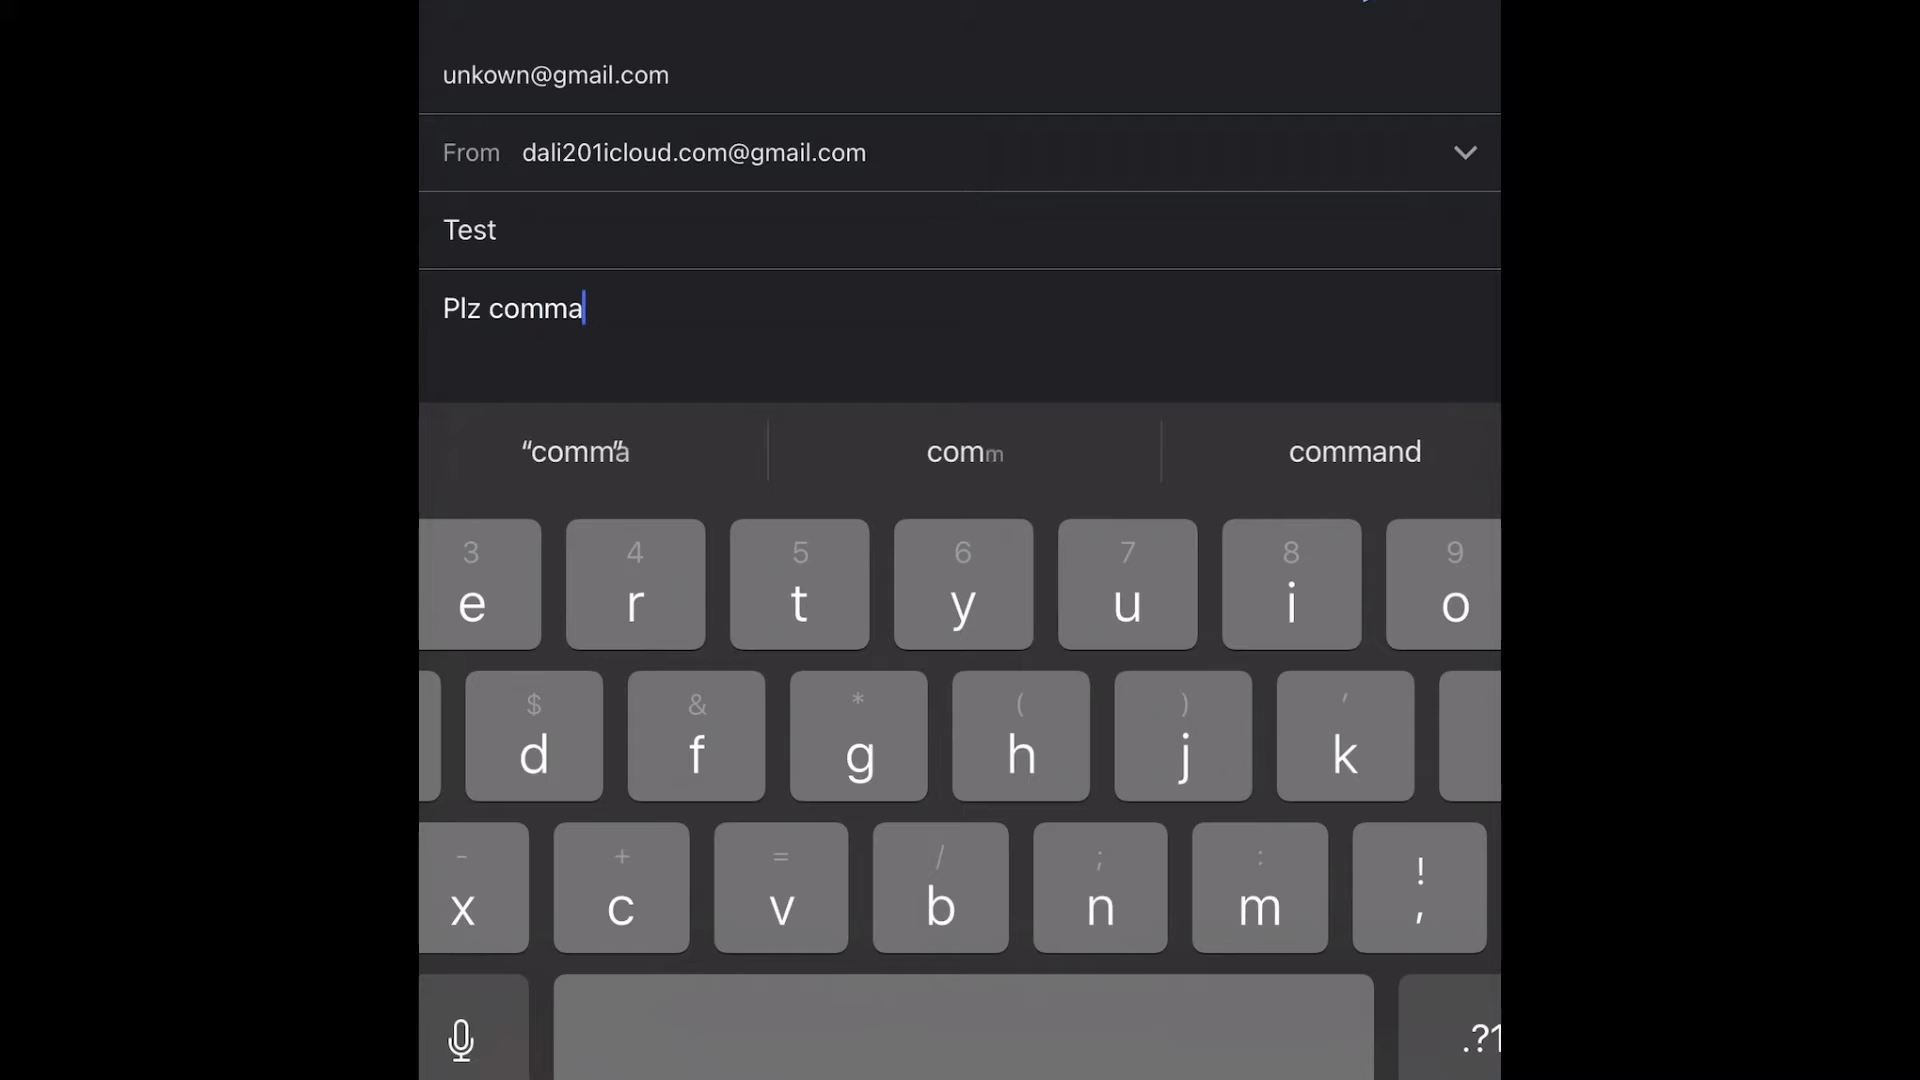 unkown@gmail.com
From dali201icloud.com@gmail.com
Test
Plz comma
“comma” comm command
3 4 5 6 7 8 9
e r t y u i o
$ & * ( ) ′
d f g h j k
- + = / ; : !
x c v b n m ,
.?1